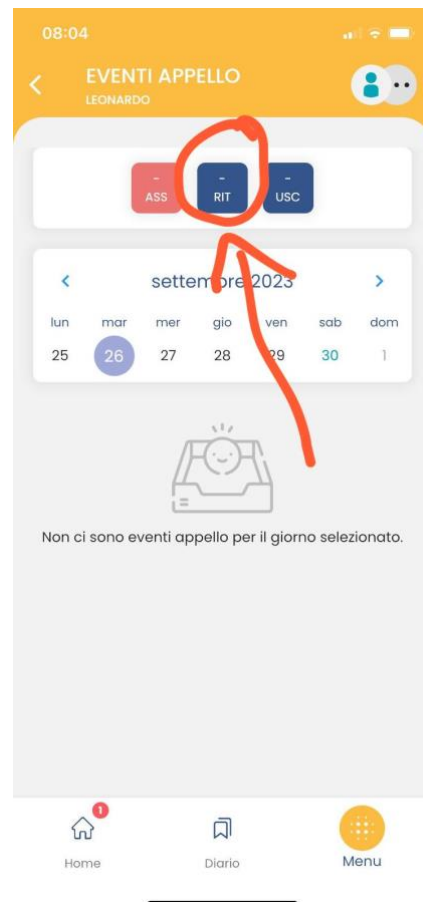 08:04
EVENTI APPELLO
LEONARDO
- - -
ASS RIT USC
settembre 2023
lun mar mer gio ven sab dom
25 26 27 28 29 30 1
Non ci sono eventi appello per il giorno selezionato.
1
Home Diario Menu